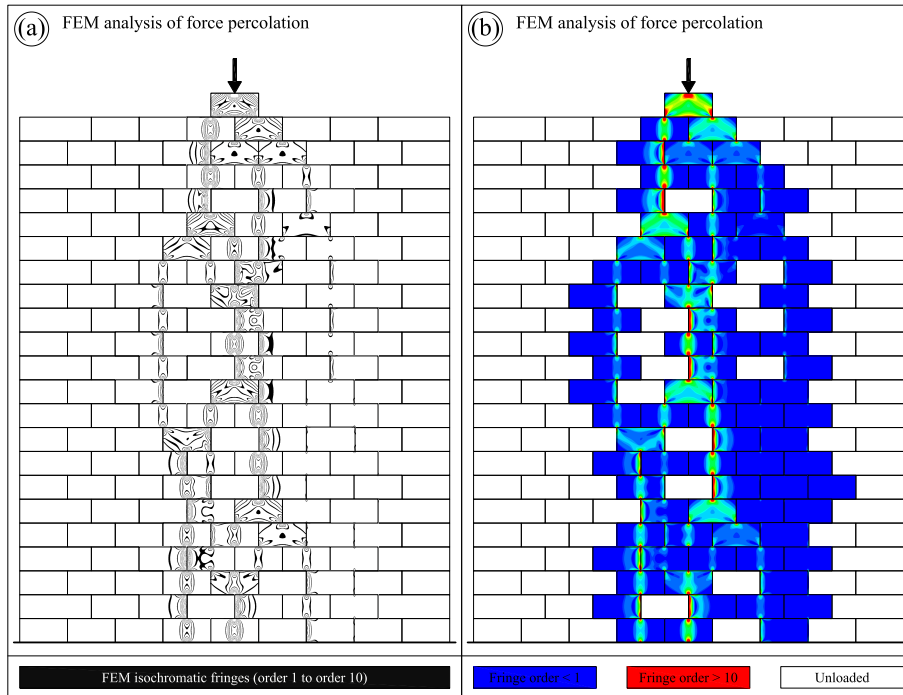 (a) FEM analysis of force percolation
(b) FEM analysis of force percolation
FEM isochromatic fringes (order 1 to order 10)
Fringe order < 1
Fringe order > 10
Unloaded